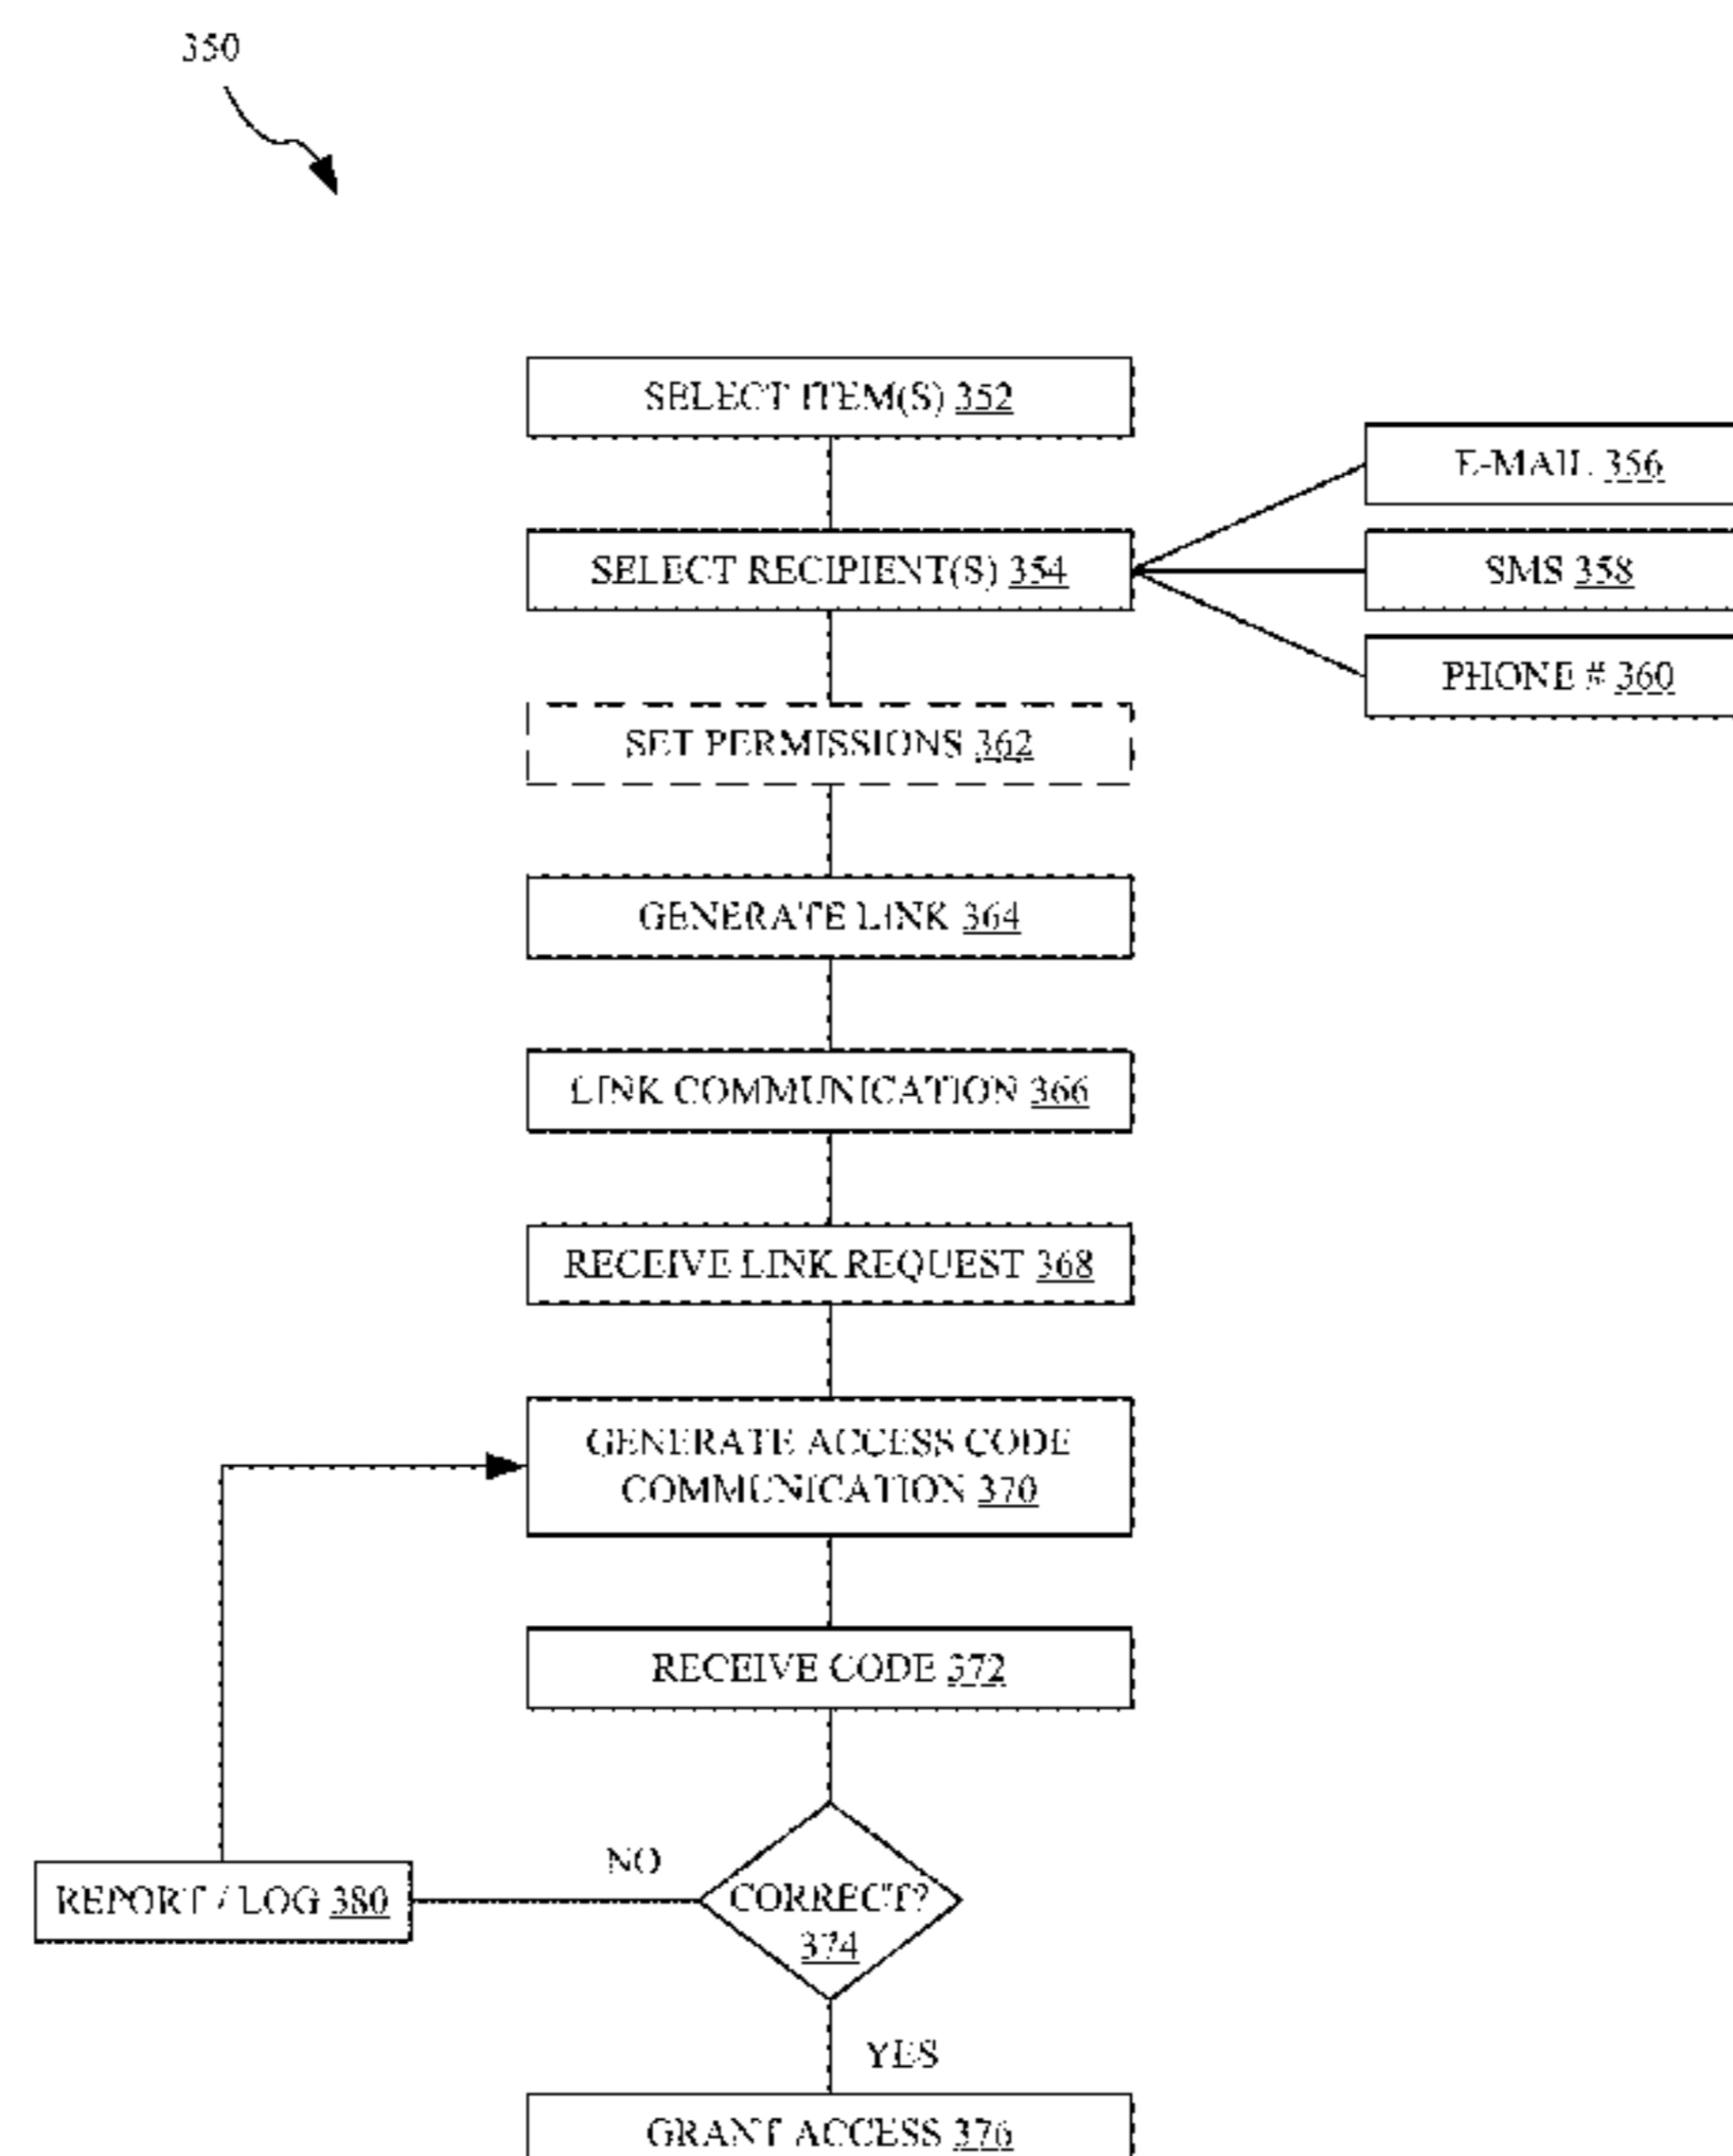 350
SELECT ITEM(S) 352
E-MAIL 356
SELECT RECIPIENT(S) 354
SMS 358
PHONE # 360
SET PERMISSIONS 362
GENERATE LINK 364
LINK COMMUNICATION 366
RECEIVE LINK REQUEST 368
GENERATE ACCESS CODE
COMMUNICATION 370
RECEIVE CODE 372
NO
REPORT / LOG 380
CORRECT?
374
YES
GRANT ACCESS 376